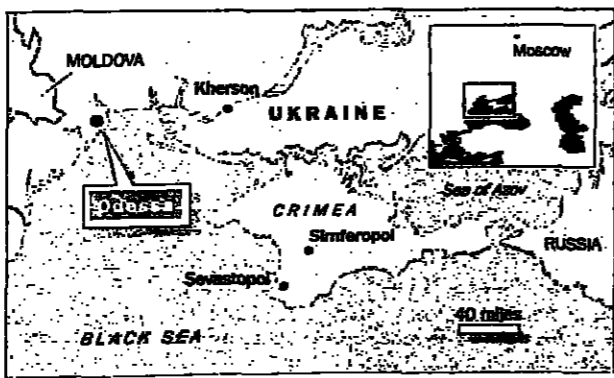 Moscow
MOLDOVA
Kherson
UKRAINE
Sea of Azov
Odessa
CRIMEA
Simferopol
RUSSIA
Sevastopol
40 miles
BLACK SEA